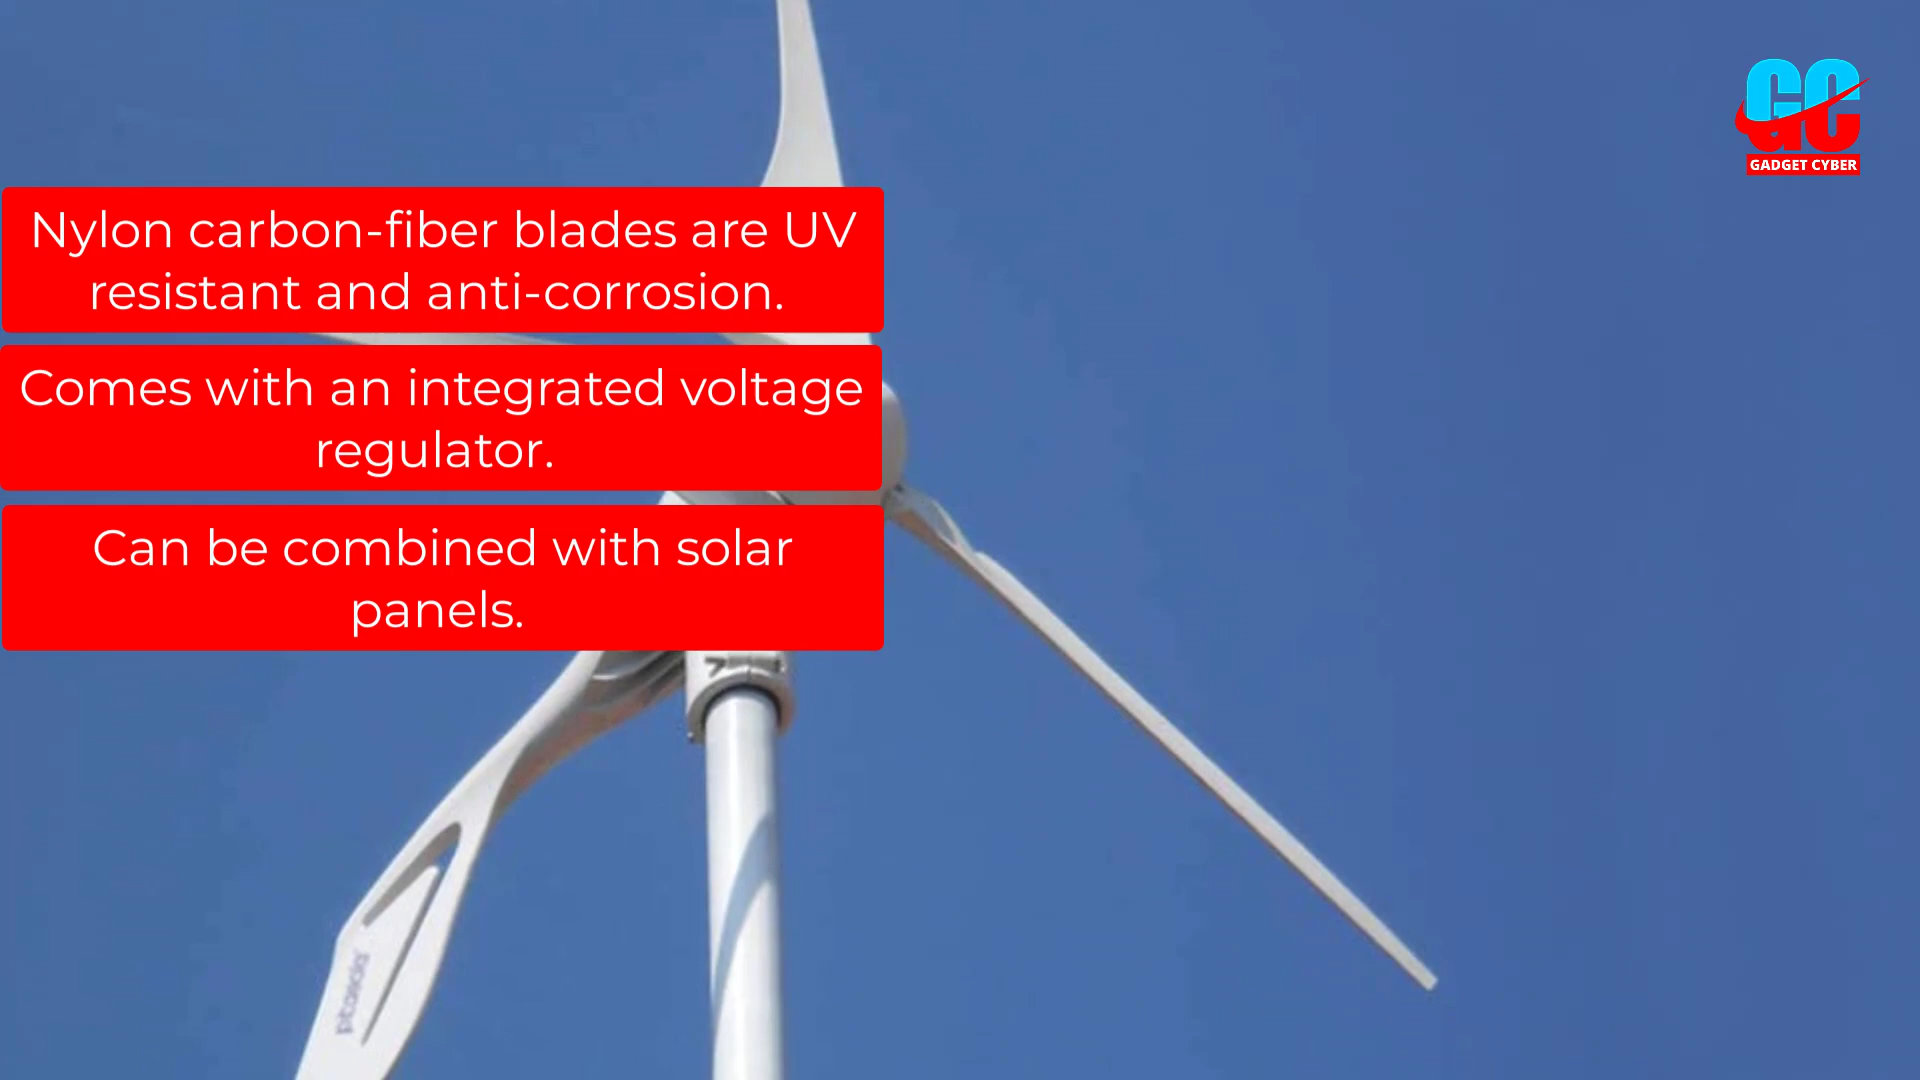 GC
GADGET CYBER
Nylon carbon-fiber blades are UV
resistant and anti-corrosion.
Comes with an integrated voltage
regulator.
Can be combined with solar
panels.